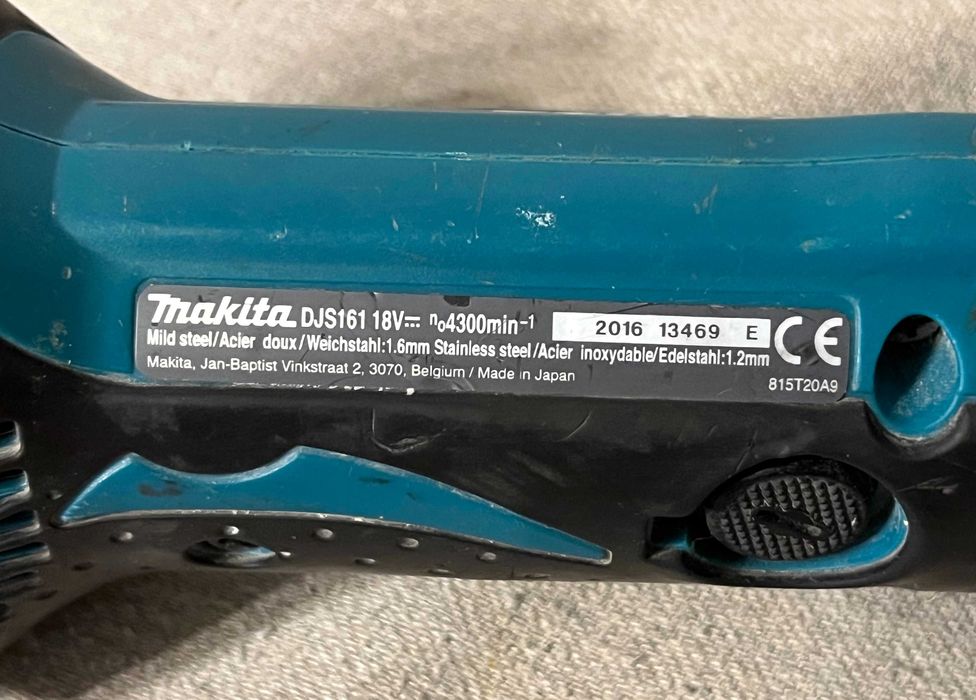 makita DJS161 18V⎓ n₀4300min⁻¹ 2016 13469 E CE
Mild steel/Acier doux/Weichstahl:1.6mm Stainless steel/Acier inoxydable/Edelstahl:1.2mm
Makita, Jan-Baptist Vinkstraat 2, 3070, Belgium / Made in Japan
815T20A9